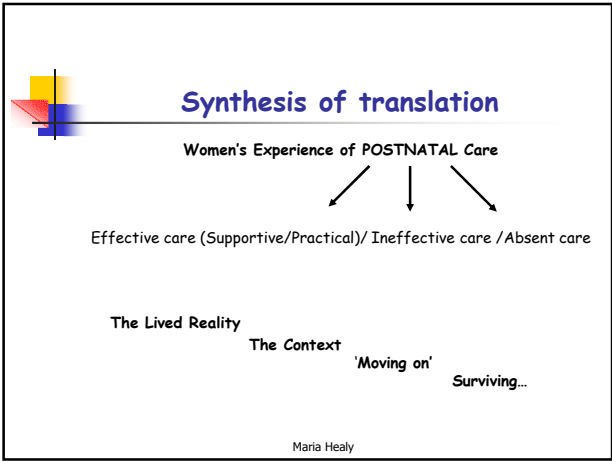 Synthesis of translation
Women's Experience of POSTNATAL Care
Effective care (Supportive/Practical)/ Ineffective care /Absent care
The Lived Reality
The Context
'Moving on'
Surviving…
Maria Healy